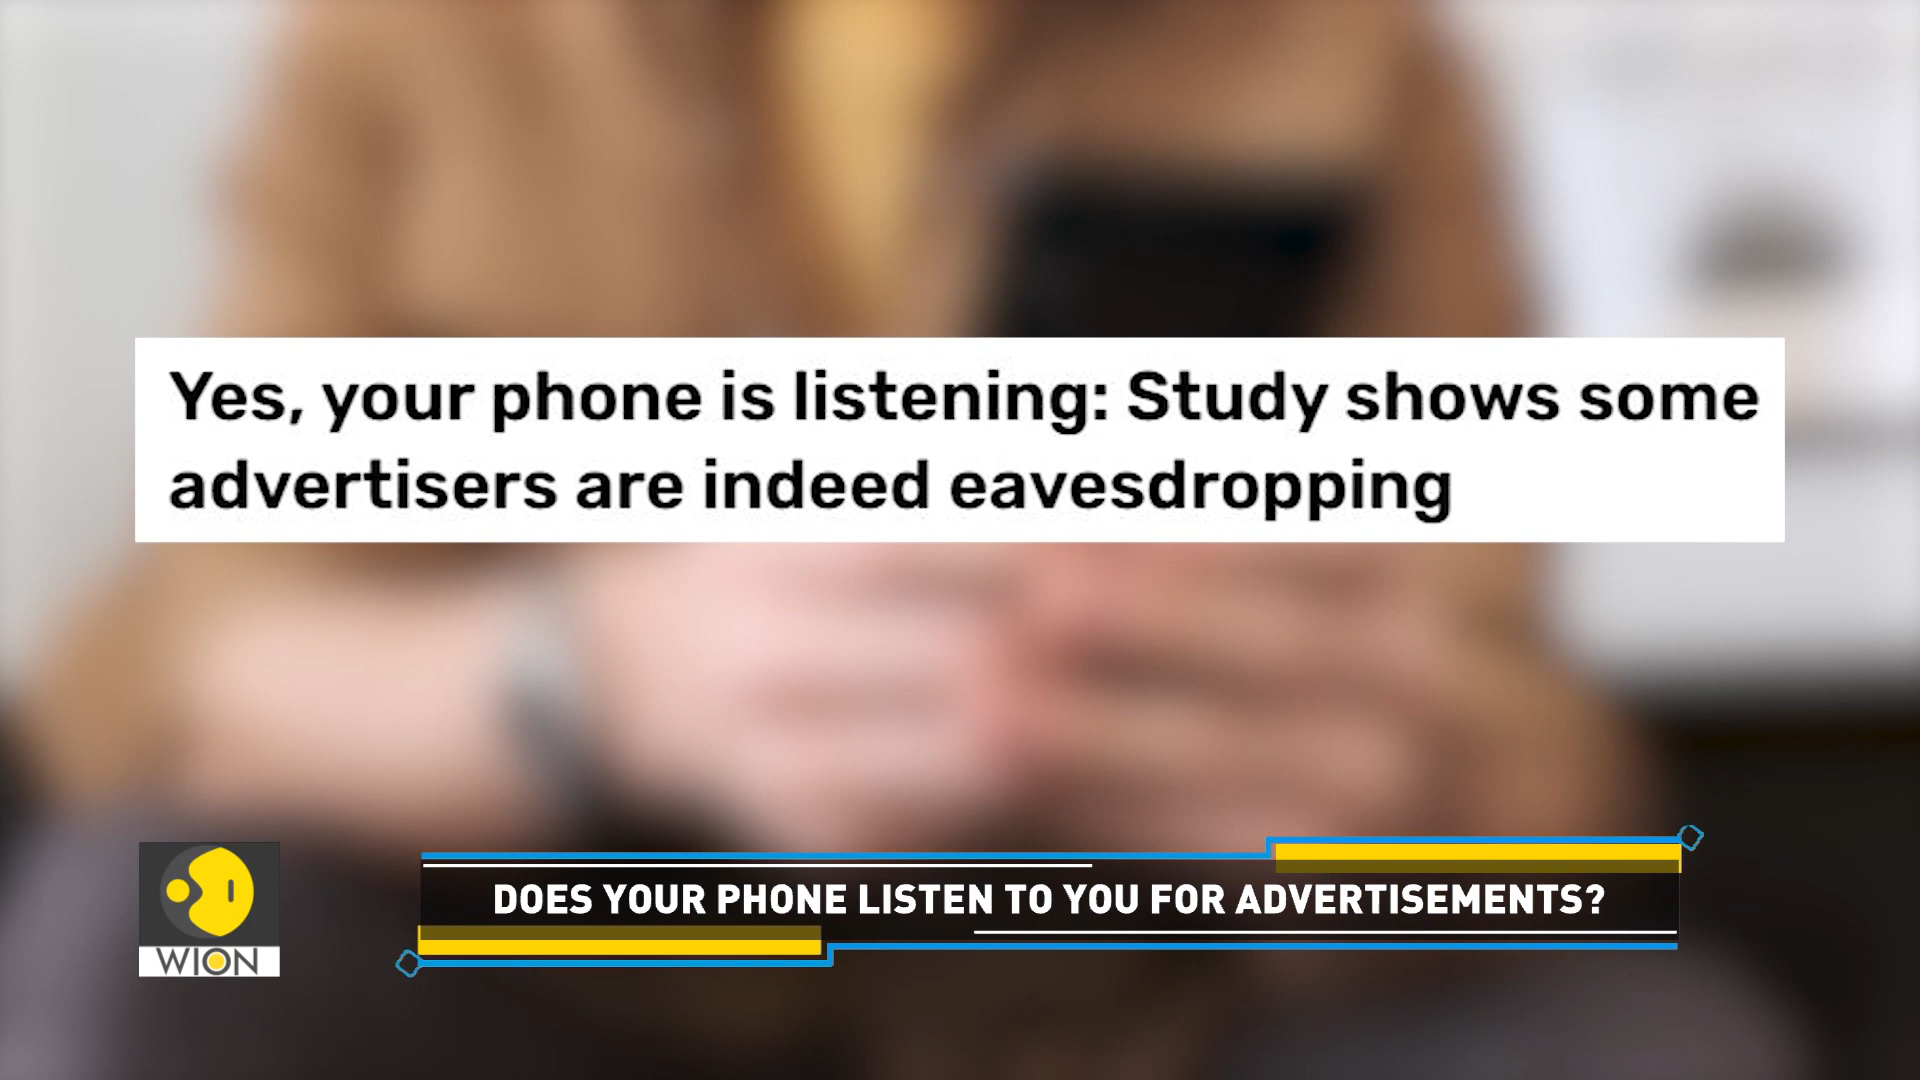 Yes, your phone is listening: Study shows some
advertisers are indeed eavesdropping
DOES YOUR PHONE LISTEN TO YOU FOR ADVERTISEMENTS?
WION